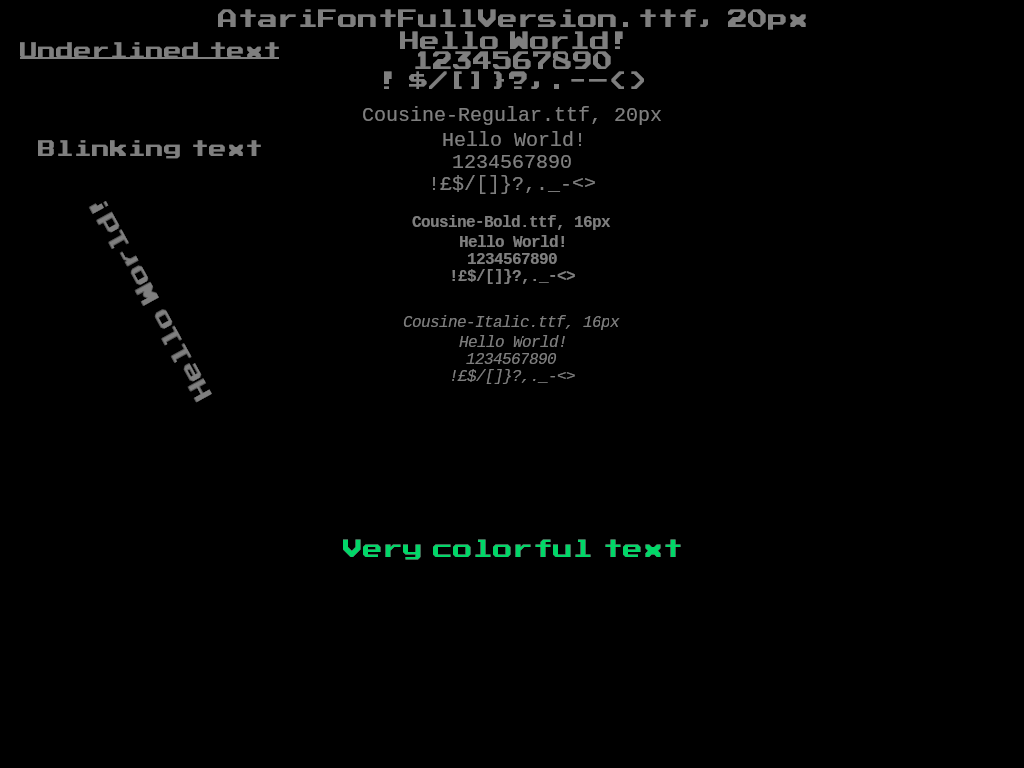 AtariFontFullVersion.ttf, 20px
Hello World!
1234567890
! $/[]}?,.--<>
Underlined text
Cousine-Regular.ttf, 20px
Hello World!
1234567890
!£$/[]}?,._-<>
Blinking text
Cousine-Bold.ttf, 16px
Hello World!
1234567890
!£$/[]}?,._-<>
Hello World!
Cousine-Italic.ttf, 16px
Hello World!
1234567890
!£$/[]}?,._-<>
Very colorful text